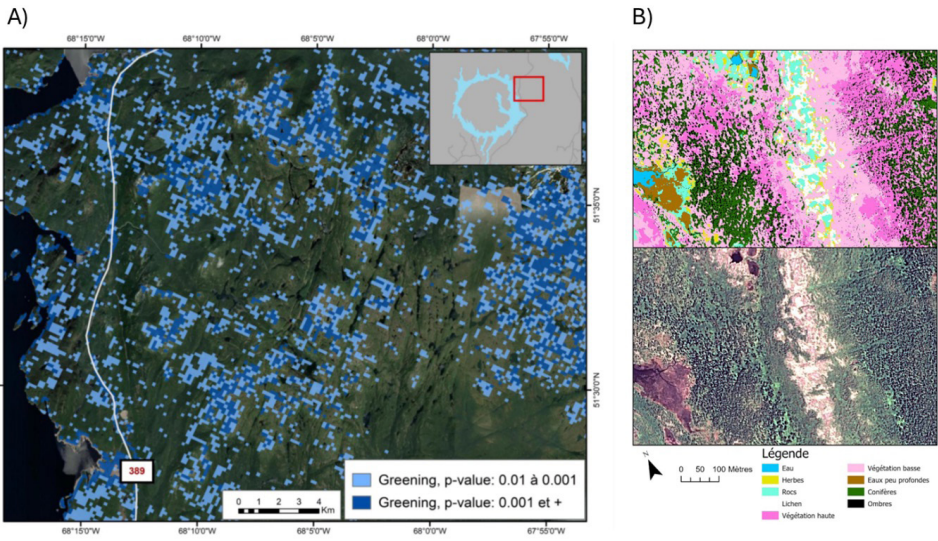 A)
B)
68°15'0"W 68°10'0"W 68°5'0"W 68°0'0"W 67°55'0"W
51°35'0"N
51°30'0"N
389
Greening, p-value: 0.01 à 0.001
Greening, p-value: 0.001 et +
0 1 2 3 4
Km
68°15'0"W 68°10'0"W 68°5'0"W 68°0'0"W 67°55'0"W
N
0 50 100 Mètres
Légende
Eau
Herbes
Rocs
Lichen
Végétation haute
Végétation basse
Eaux peu profondes
Conifères
Ombres